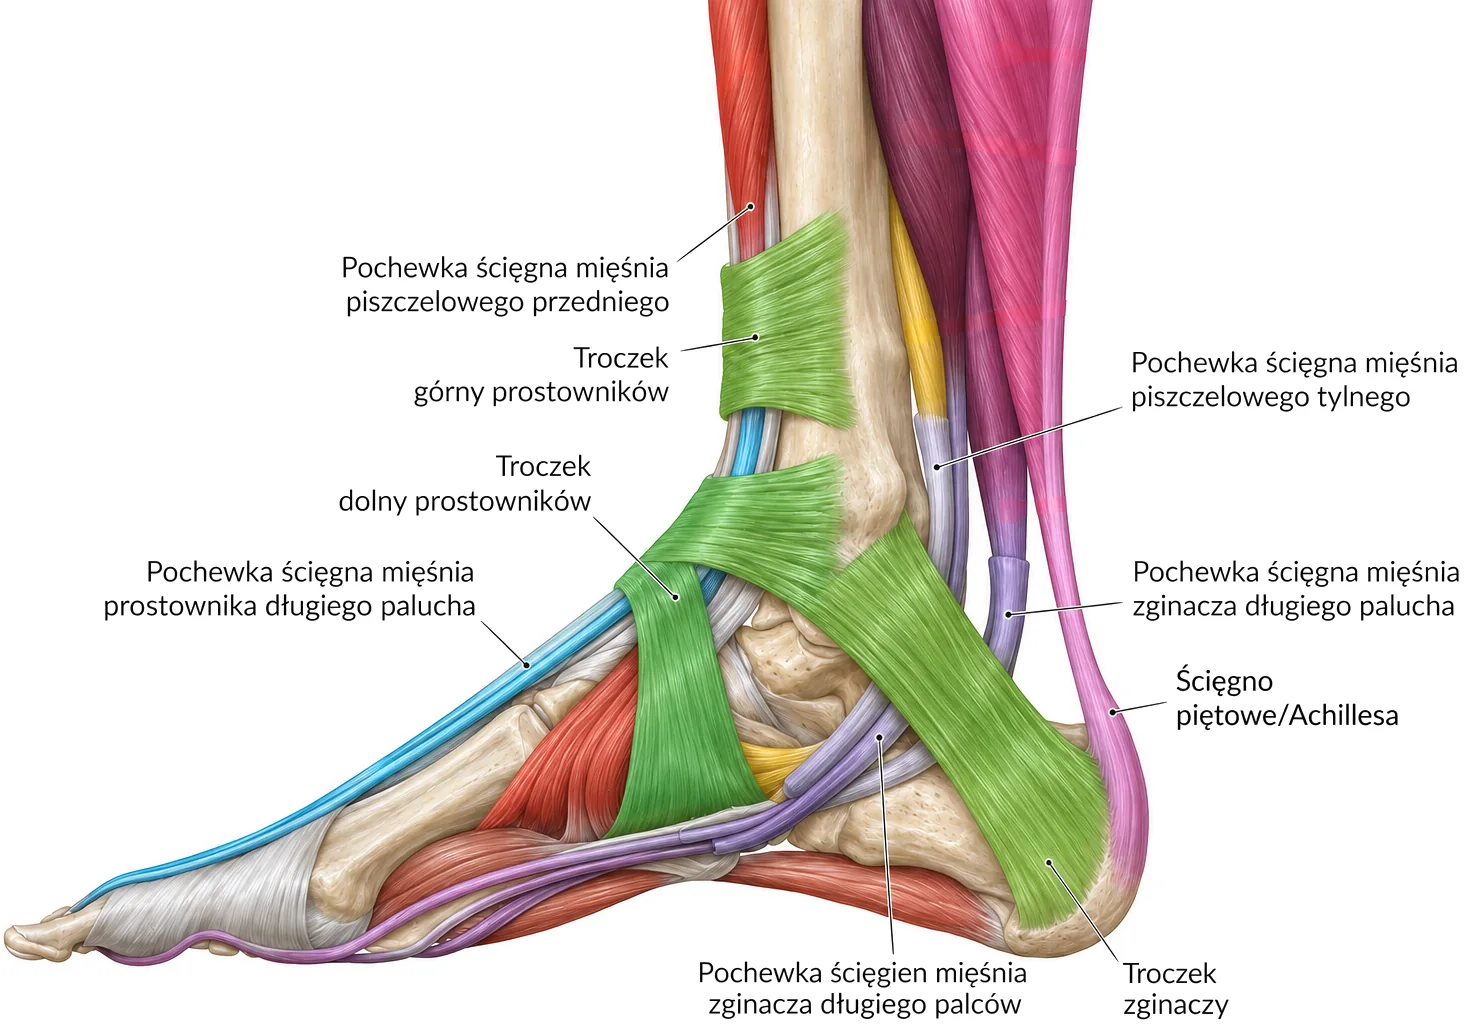 Pochewka ścięgna mięśnia
piszczelowego przedniego
Troczek
górny prostowników
Pochewka ścięgna mięśnia
piszczelowego tylnego
Troczek
dolny prostowników
Pochewka ścięgna mięśnia
prostownika długiego palucha
Pochewka ścięgna mięśnia
zginacza długiego palucha
Ścięgno
piętowe/Achillesa
Pochewka ścięgien mięśnia
zginacza długiego palców
Troczek
zginaczy